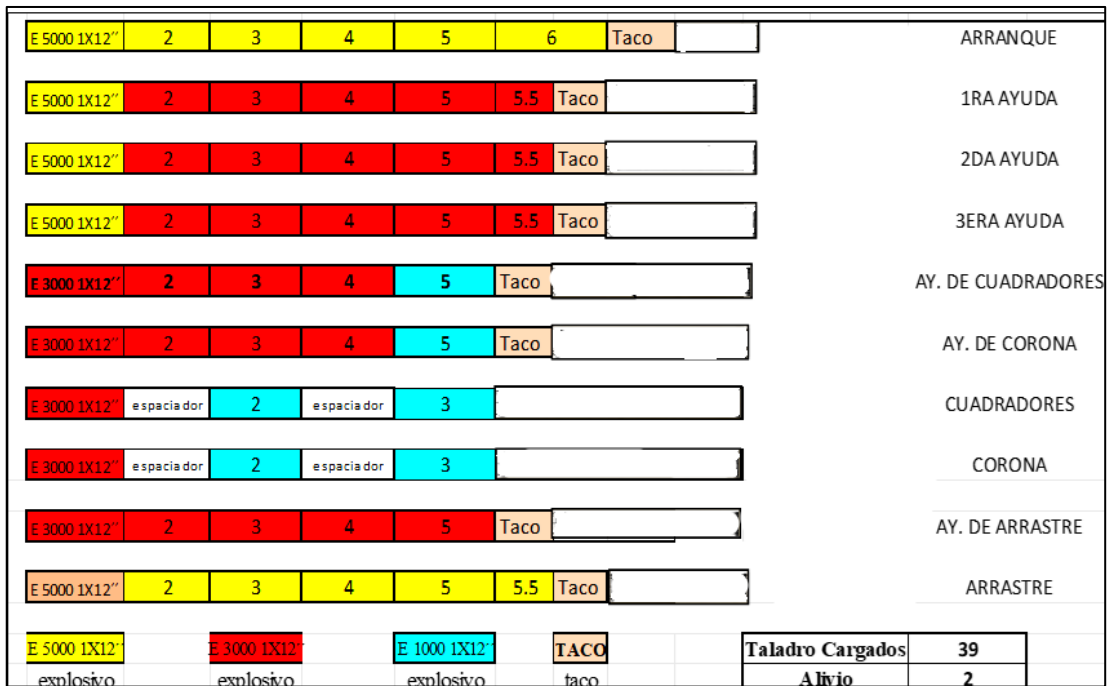 E 5000 1X12´´ 2 3 4 5 6 Taco ARRANQUE
E 5000 1X12´´ 2 3 4 5 5.5 Taco 1RA AYUDA
E 5000 1X12´´ 2 3 4 5 5.5 Taco 2DA AYUDA
E 5000 1X12´´ 2 3 4 5 5.5 Taco 3ERA AYUDA
E 3000 1X12´´ 2 3 4 5 Taco AY. DE CUADRADORES
E 3000 1X12´´ 2 3 4 5 Taco AY. DE CORONA
E 3000 1X12´´ espaciador 2 espaciador 3 CUADRADORES
E 3000 1X12´´ espaciador 2 espaciador 3 CORONA
E 3000 1X12´´ 2 3 4 5 Taco AY. DE ARRASTRE
E 5000 1X12´´ 2 3 4 5 5.5 Taco ARRASTRE
E 5000 1X12´´ E 3000 1X12´´ E 1000 1X12´´ TACO Taladro Cargados 39
explosivo explosivo explosivo taco Alivio 2